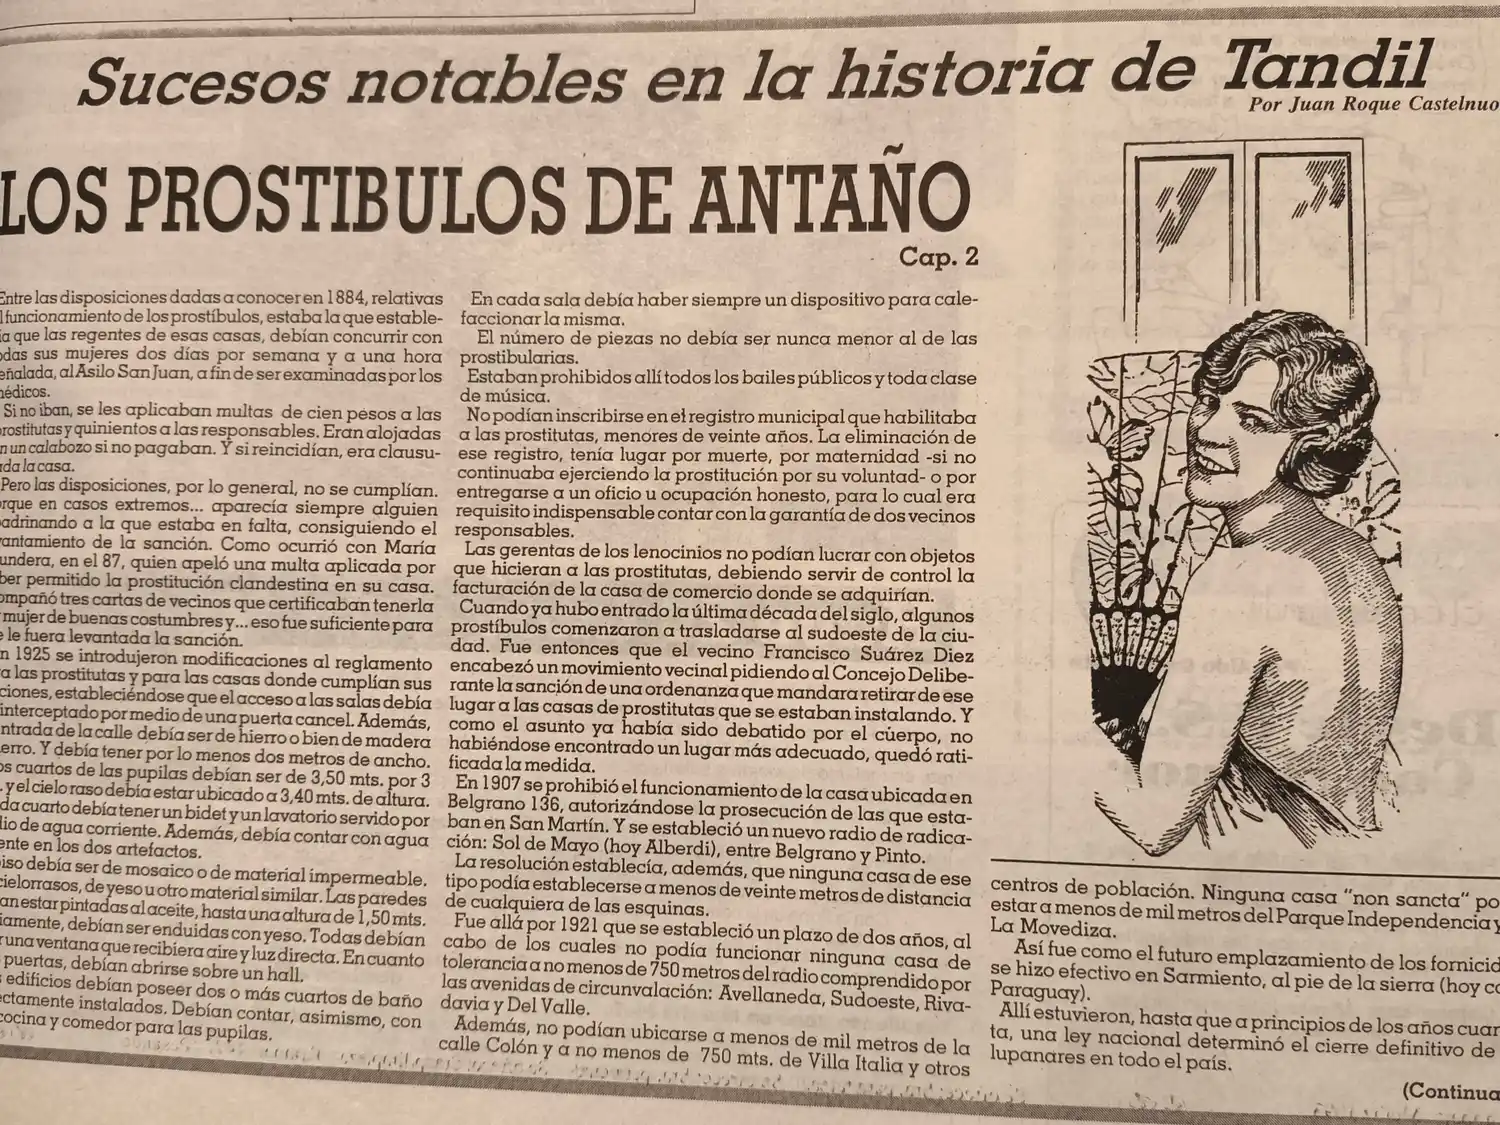 Sucesos notables en la historia de Tandil
Por Juan Roque Castelnuo
LOS PROSTIBULOS DE ANTAÑO
Cap. 2
Entre las disposiciones dadas a conocer en 1884, relativas
l funcionamiento de los prostíbulos, estaba la que estable-
ía que las regentes de esas casas, debían concurrir con
odas sus mujeres dos días por semana y a una hora
eñalada, al Asilo San Juan, a fin de ser examinadas por los
nédicos.
Si no iban, se les aplicaban multas de cien pesos a las
rostitutas y quinientos a las responsables. Eran alojadas
n un calabozo si no pagaban. Y si reincidían, era clausu-
ada la casa.
Pero las disposiciones, por lo general, no se cumplían.
orque en casos extremos... aparecía siempre alguien
adrinando a la que estaba en falta, consiguiendo el
vantamiento de la sanción. Como ocurrió con María
undera, en el 87, quien apeló una multa aplicada por
ber permitido la prostitución clandestina en su casa.
ompañó tres cartas de vecinos que certificaban tenerla
mujer de buenas costumbres y... eso fue suficiente para
e le fuera levantada la sanción.
n 1925 se introdujeron modificaciones al reglamento
a las prostitutas y para las casas donde cumplían sus
ciones, estableciéndose que el acceso a las salas debía
interceptado por medio de una puerta cancel. Además,
ntrada de la calle debía ser de hierro o bien de madera
erro. Y debía tener por lo menos dos metros de ancho.
os cuartos de las pupilas debían ser de 3,50 mts. por 3
. y el cielo raso debía estar ubicado a 3,40 mts. de altura.
da cuarto debía tener un bidet y un lavatorio servido por
dio de agua corriente. Además, debía contar con agua
ente en los dos artefactos.
iso debía ser de mosaico o de material impermeable.
cielorrasos, de yeso u otro material similar. Las paredes
an estar pintadas al aceite, hasta una altura de 1,50 mts.
iamente, debían ser enduidas con yeso. Todas debían
r una ventana que recibiera aire y luz directa. En cuanto
puertas, debían abrirse sobre un hall.
s edificios debían poseer dos o más cuartos de baño
ectamente instalados. Debían contar, asimismo, con
cocina y comedor para las pupilas.
En cada sala debía haber siempre un dispositivo para cale-
faccionar la misma.
El número de piezas no debía ser nunca menor al de las
prostibularias.
Estaban prohibidos allí todos los bailes públicos y toda clase
de música.
No podían inscribirse en el registro municipal que habilitaba
a las prostitutas, menores de veinte años. La eliminación de
ese registro, tenía lugar por muerte, por maternidad -si no
continuaba ejerciendo la prostitución por su voluntad- o por
entregarse a un oficio u ocupación honesto, para lo cual era
requisito indispensable contar con la garantía de dos vecinos
responsables.
Las gerentas de los lenocinios no podían lucrar con objetos
que hicieran a las prostitutas, debiendo servir de control la
facturación de la casa de comercio donde se adquirían.
Cuando ya hubo entrado la última década del siglo, algunos
prostíbulos comenzaron a trasladarse al sudoeste de la ciu-
dad. Fue entonces que el vecino Francisco Suárez Diez
encabezó un movimiento vecinal pidiendo al Concejo Delibe-
rante la sanción de una ordenanza que mandara retirar de ese
lugar a las casas de prostitutas que se estaban instalando. Y
como el asunto ya había sido debatido por el cuerpo, no
habiéndose encontrado un lugar más adecuado, quedó rati-
ficada la medida.
En 1907 se prohibió el funcionamiento de la casa ubicada en
Belgrano 136, autorizándose la prosecución de las que esta-
ban en San Martín. Y se estableció un nuevo radio de radica-
ción: Sol de Mayo (hoy Alberdi), entre Belgrano y Pinto.
La resolución establecía, además, que ninguna casa de ese
tipo podía establecerse a menos de veinte metros de distancia
de cualquiera de las esquinas.
Fue allá por 1921 que se estableció un plazo de dos años, al
cabo de los cuales no podía funcionar ninguna casa de
tolerancia a no menos de 750 metros del radio comprendido por
las avenidas de circunvalación: Avellaneda, Sudoeste, Riva-
davia y Del Valle.
Además, no podían ubicarse a menos de mil metros de la
calle Colón y a no menos de 750 mts. de Villa Italia y otros
centros de población. Ninguna casa "non sancta" po
estar a menos de mil metros del Parque Independencia y
La Movediza.
Así fue como el futuro emplazamiento de los fornicid
se hizo efectivo en Sarmiento, al pie de la sierra (hoy co
Paraguay).
Allí estuvieron, hasta que a principios de los años cuar
ta, una ley nacional determinó el cierre definitivo de
lupanares en todo el país.
(Continua